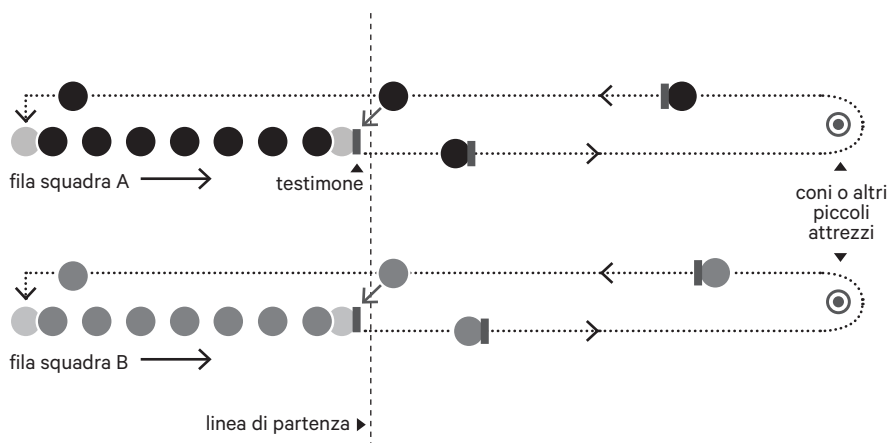 fila squadra A
testimone
coni o altri
piccoli
attrezzi
fila squadra B
linea di partenza